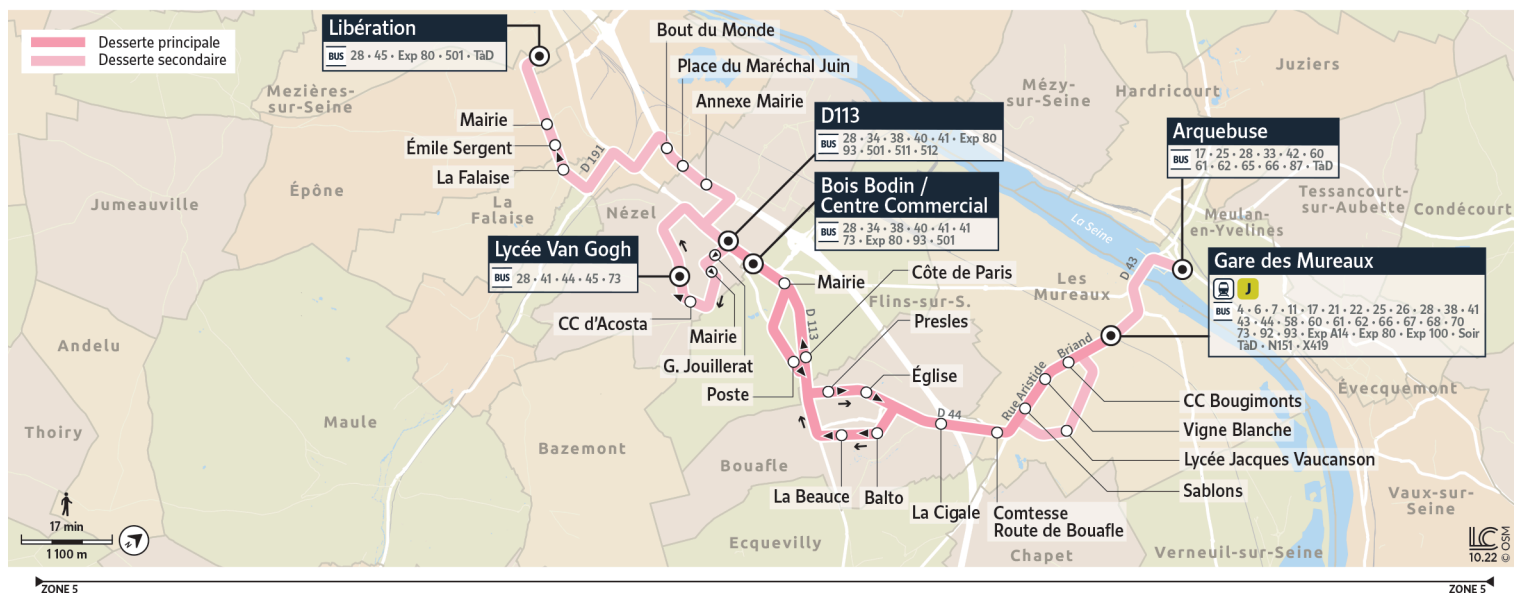 Desserte principale
Desserte secondaire
Libération
BUS 28 • 45 • Exp 80 • 501 • TàD
Bout du Monde
Place du Maréchal Juin
Annexe Mairie
Mezières-
sur-Seine
Mairie
Émile Sergent
La Falaise
D 191
Épône
Jumeauville
La
Falaise
Nézel
D113
BUS 28 • 34 • 38 • 40 • 41 • Exp 80
93 • 501 • 511 • 512
Bois Bodin /
Centre Commercial
BUS 28 • 34 • 38 • 40 • 41 • 41
73 • Exp 80 • 93 • 501
Mézy-
sur-Seine
Hardricourt
Juziers
Arquebuse
BUS 17 • 25 • 28 • 33 • 42 • 60
61 • 62 • 65 • 66 • 87 • TàD
Tessancourt-
sur-Aubette
Condécourt
Meulan-
en-Yvelines
La Seine
Lycée Van Gogh
BUS 28 • 41 • 44 • 45 • 73
D 43
Gare des Mureaux
J
BUS 4 • 6 • 7 • 11 • 17 • 21 • 22 • 25 • 26 • 28 • 38 • 41
43 • 44 • 58 • 60 • 61 • 62 • 66 • 67 • 68 • 70
73 • 92 • 93 • Exp A14 • Exp 80 • Exp 100 • Soir
TàD • N151 • X419
Les
Mureaux
Côte de Paris
Mairie
Flins-sur-S.
CC d'Acosta
Mairie
G. Jouillerat
D 113
Presles
Andelu
Poste
Église
Rue Aristide Briand
Évecquemont
CC Bougimonts
D 44
Vigne Blanche
Maule
Thoiry
Bazemont
Bouafle
Lycée Jacques Vaucanson
Sablons
La Beauce
Balto
La Cigale
Comtesse
Route de Bouafle
Vaux-sur-
Seine
Ecquevilly
Chapet
Verneuil-sur-Seine
17 min
1 100 m
N
LC
10.22
© OSM
ZONE 5
ZONE 5